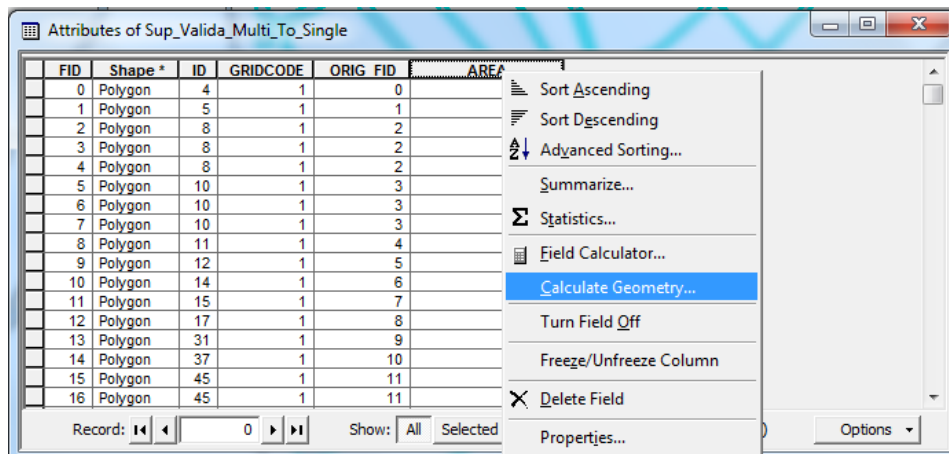 Attributes of Sup_Valida_Multi_To_Single
FID Shape * ID GRIDCODE ORIG_FID AREA
0 Polygon 4 1 0
1 Polygon 5 1 1
2 Polygon 8 1 2
3 Polygon 8 1 2
4 Polygon 8 1 2
5 Polygon 10 1 3
6 Polygon 10 1 3
7 Polygon 10 1 3
8 Polygon 11 1 4
9 Polygon 12 1 5
10 Polygon 14 1 6
11 Polygon 15 1 7
12 Polygon 17 1 8
13 Polygon 31 1 9
14 Polygon 37 1 10
15 Polygon 45 1 11
16 Polygon 45 1 11
Sort Ascending
Sort Descending
Advanced Sorting...
Summarize...
Statistics...
Field Calculator...
Calculate Geometry...
Turn Field Off
Freeze/Unfreeze Column
Delete Field
Properties...
Record: 0 Show: All Selected ) Options